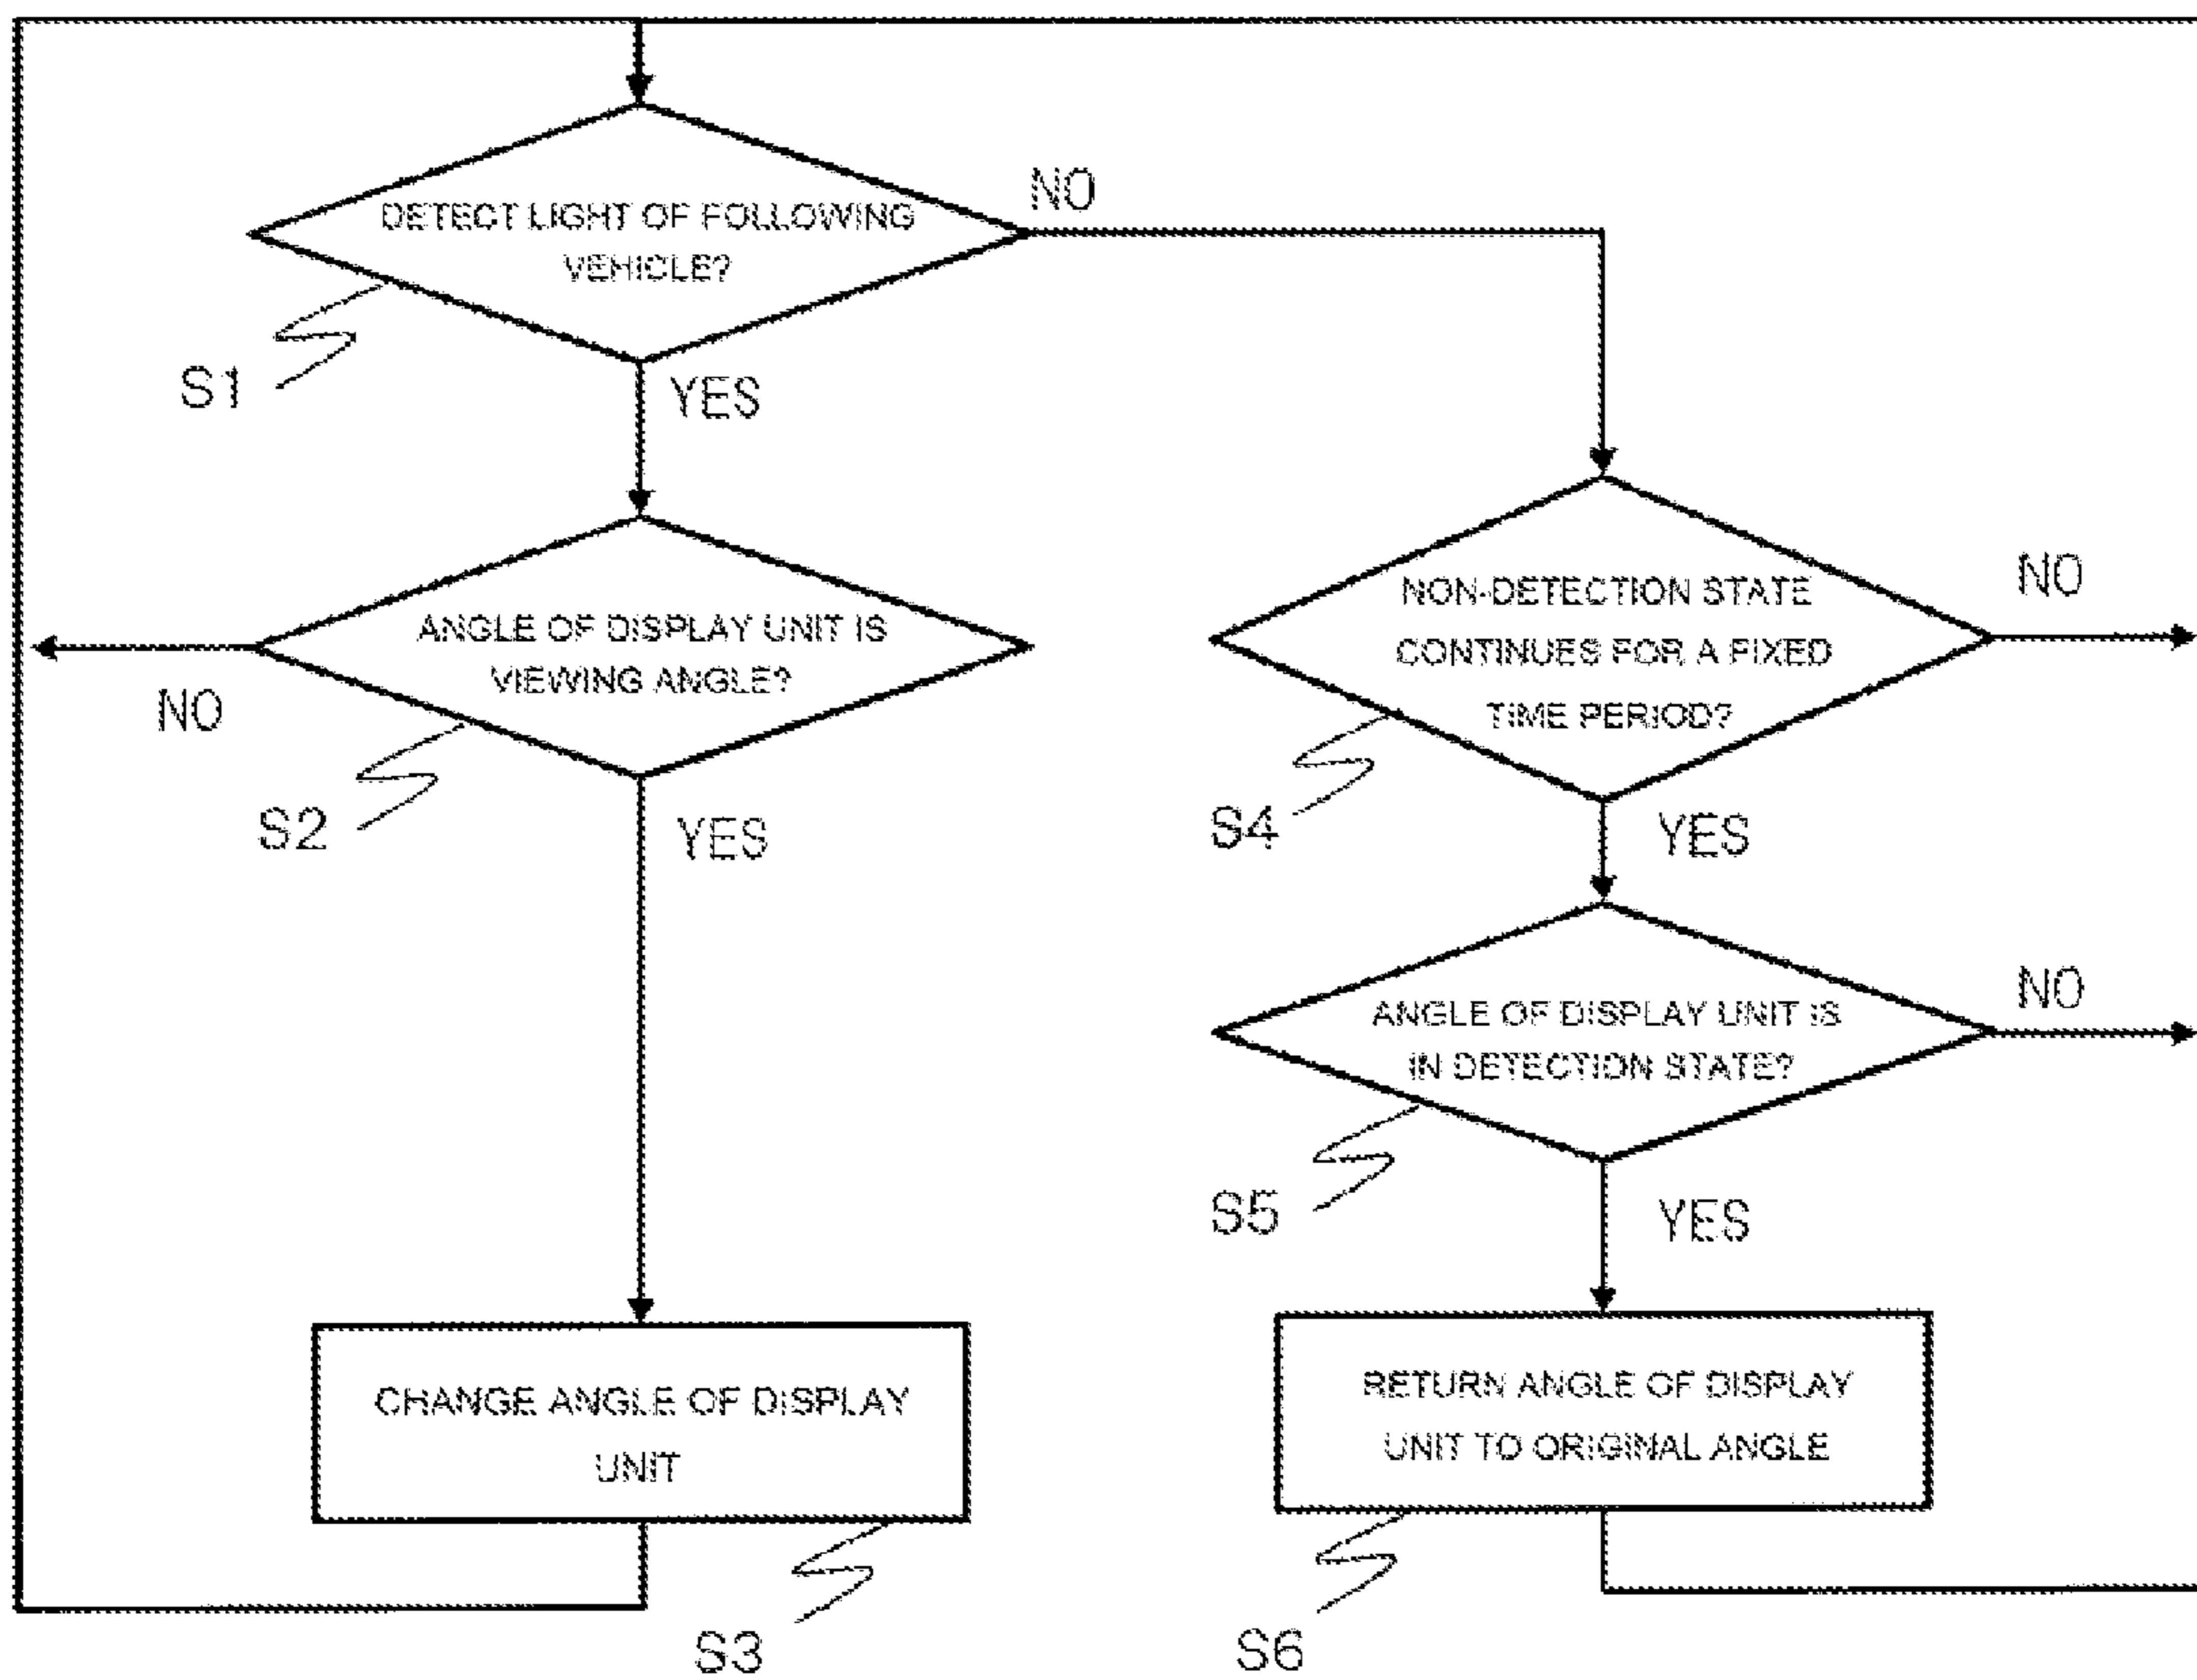 DETECT LIGHT OF FOLLOWING
VEHICLE?
NO
S1
YES
ANGLE OF DISPLAY UNIT IS
VIEWING ANGLE?
NO
S2
YES
CHANGE ANGLE OF DISPLAY
UNIT
S3
NON-DETECTION STATE
CONTINUES FOR A FIXED
TIME PERIOD?
NO
S4
YES
ANGLE OF DISPLAY UNIT IS
IN DETECTION STATE?
NO
S5
YES
RETURN ANGLE OF DISPLAY
UNIT TO ORIGINAL ANGLE
S6